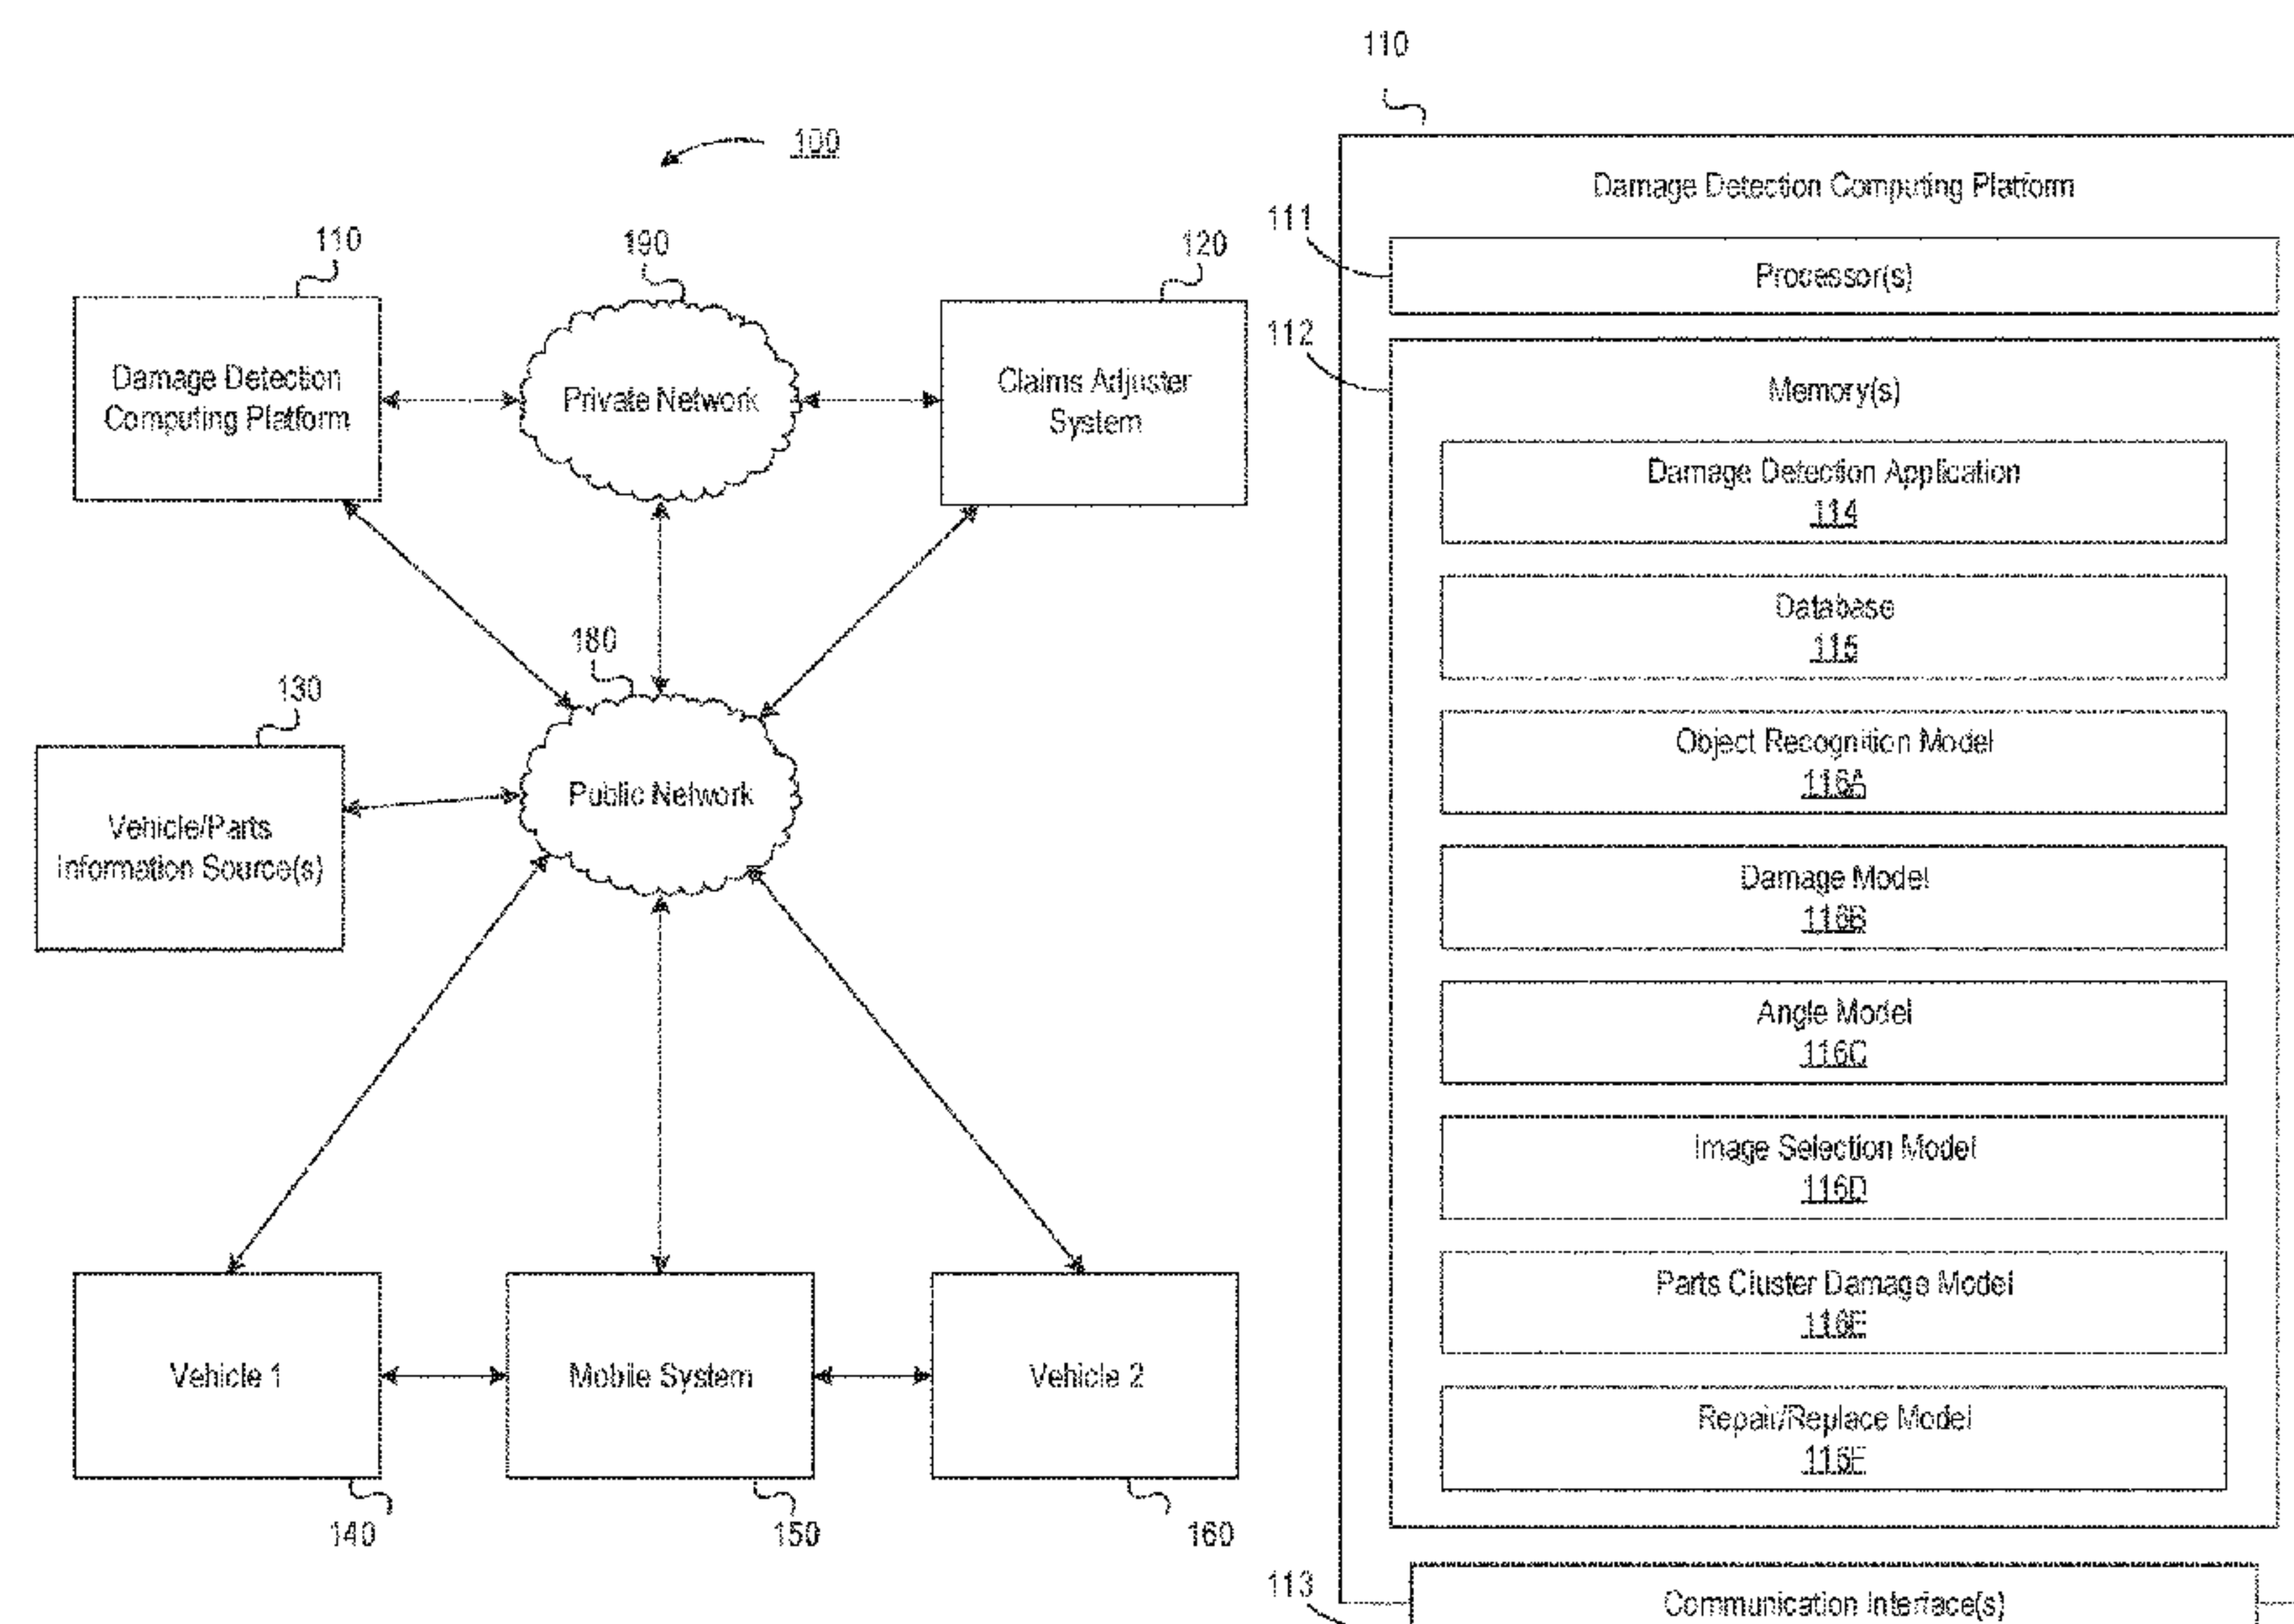 100
110
190
120
Damage Detection
Computing Platform
Private Network
Claims Adjuster
System
180
130
Public Network
Vehicle/Parts
Information Source(s)
Vehicle 1
Mobile System
Vehicle 2
140
150
160
110
Damage Detection Computing Platform
111
Processor(s)
112
Memory(s)
Damage Detection Application
114
Database
115
Object Recognition Model
116A
Damage Model
116B
Angle Model
116C
Image Selection Model
116D
Parts Cluster Damage Model
116E
Repair/Replace Model
113
Communication Interface(s)